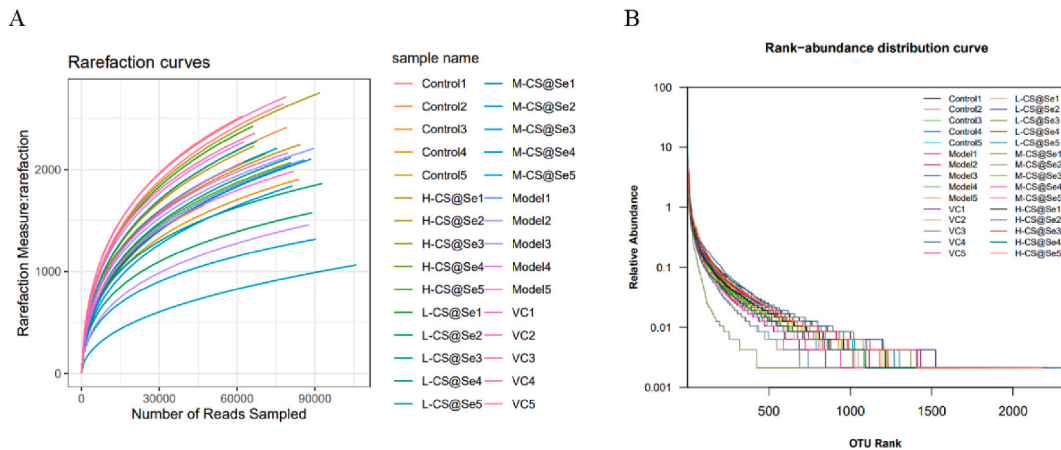 A
Rarefaction curves
Rarefaction Measure:rarefaction
2000
1000
0
0 30000 60000 90000
Number of Reads Sampled
sample name
Control1 M-CS@Se1
Control2 M-CS@Se2
Control3 M-CS@Se3
Control4 M-CS@Se4
Control5 M-CS@Se5
H-CS@Se1 Model1
H-CS@Se2 Model2
H-CS@Se3 Model3
H-CS@Se4 Model4
H-CS@Se5 Model5
L-CS@Se1 VC1
L-CS@Se2 VC2
L-CS@Se3 VC3
L-CS@Se4 VC4
L-CS@Se5 VC5
B
Rank−abundance distribution curve
Relative Abundance
100
10
1
0.1
0.01
0.001
500 1000 1500 2000
OTU Rank
Control1 L-CS@Se1
Control2 L-CS@Se2
Control3 L-CS@Se3
Control4 L-CS@Se4
Control5 L-CS@Se5
Model1 M-CS@Se1
Model2 M-CS@Se2
Model3 M-CS@Se3
Model4 M-CS@Se4
Model5 M-CS@Se5
VC1 H-CS@Se1
VC2 H-CS@Se2
VC3 H-CS@Se3
VC4 H-CS@Se4
VC5 H-CS@Se5